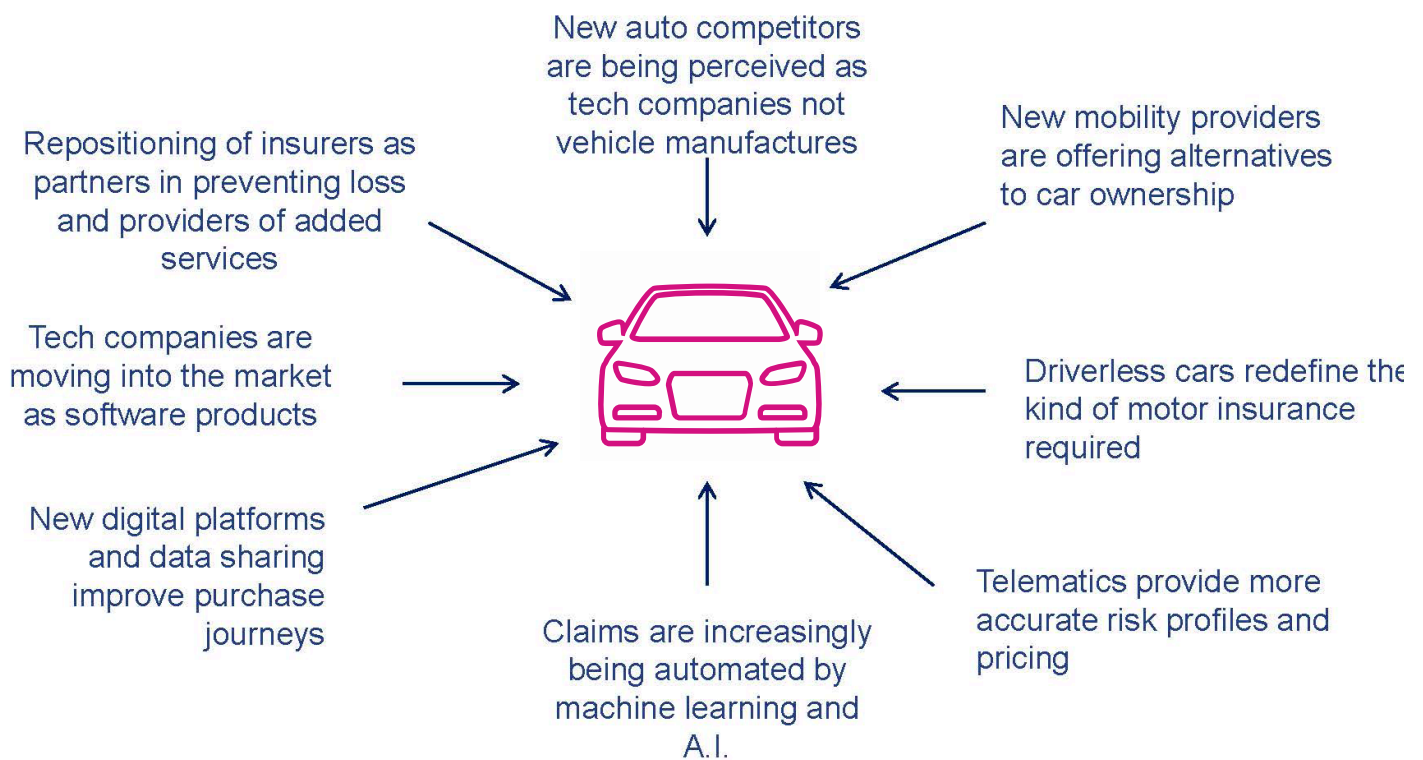 New auto competitors
are being perceived as
tech companies not
vehicle manufactures
New mobility providers
are offering alternatives
to car ownership
Driverless cars redefine the
kind of motor insurance
required
Telematics provide more
accurate risk profiles and
pricing
Claims are increasingly
being automated by
machine learning and
A.I.
New digital platforms
and data sharing
improve purchase
journeys
Tech companies are
moving into the market
as software products
Repositioning of insurers as
partners in preventing loss
and providers of added
services